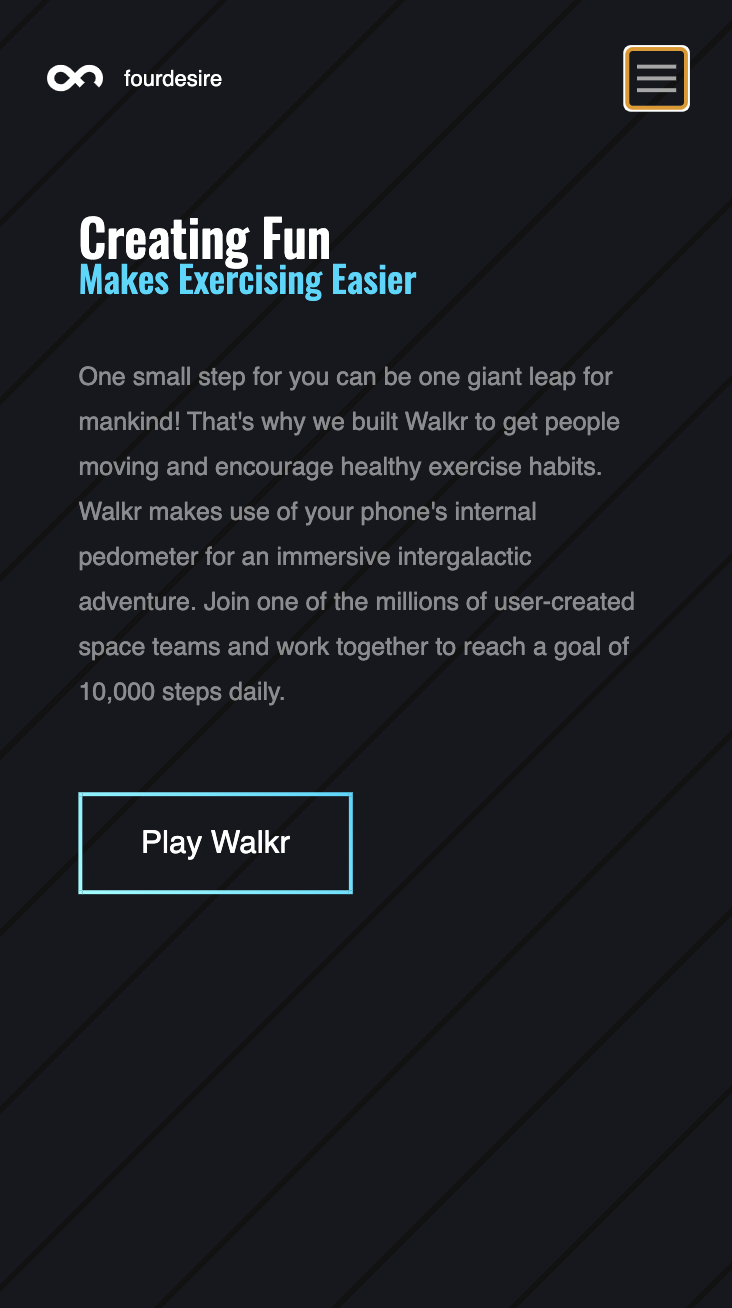 fourdesire
Creating Fun
Makes Exercising Easier
One small step for you can be one giant leap for
mankind! That's why we built Walkr to get people
moving and encourage healthy exercise habits.
Walkr makes use of your phone's internal
pedometer for an immersive intergalactic
adventure. Join one of the millions of user-created
space teams and work together to reach a goal of
10,000 steps daily.
Play Walkr